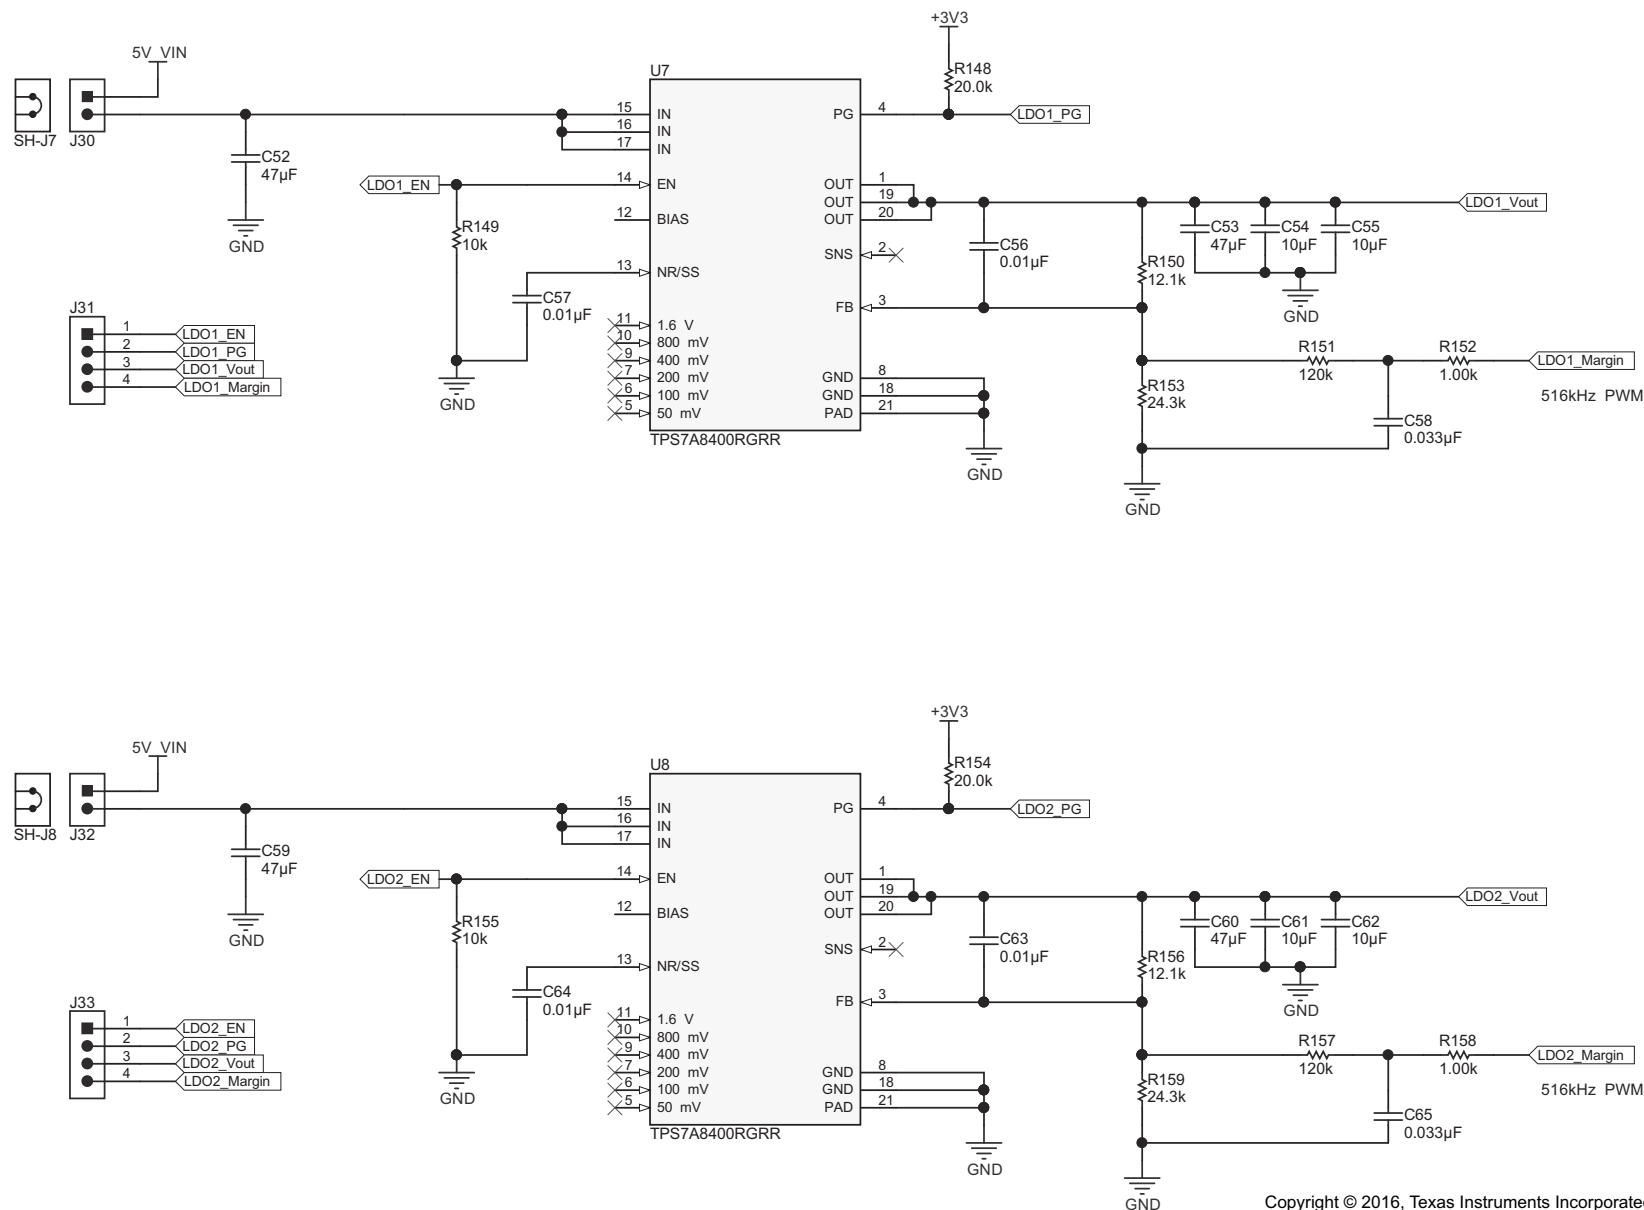 +3V3
5V_VIN
R148
20.0k
U7
15 IN
16 IN
17 IN
PG 4
LDO1_PG
SH-J7
J30
C52
47µF
GND
LDO1_EN
14 EN
12 BIAS
R149
10k
13 NR/SS
C57
0.01µF
GND
OUT 1
OUT 19
OUT 20
SNS 2
FB 3
C56
0.01µF
LDO1_Vout
C53
47µF
C54
10µF
C55
10µF
GND
R150
12.1k
J31
1 LDO1_EN
2 LDO1_PG
3 LDO1_Vout
4 LDO1_Margin
11 1.6 V
10 800 mV
9 400 mV
7 200 mV
6 100 mV
5 50 mV
GND 8
GND 18
PAD 21
GND
TPS7A8400RGRR
R151
120k
R152
1.00k
LDO1_Margin
516kHz PWM
R153
24.3k
C58
0.033µF
GND
+3V3
5V_VIN
R154
20.0k
U8
15 IN
16 IN
17 IN
PG 4
LDO2_PG
SH-J8
J32
C59
47µF
GND
LDO2_EN
14 EN
12 BIAS
R155
10k
13 NR/SS
C64
0.01µF
GND
OUT 1
OUT 19
OUT 20
SNS 2
FB 3
C63
0.01µF
LDO2_Vout
C60
47µF
C61
10µF
C62
10µF
GND
R156
12.1k
J33
1 LDO2_EN
2 LDO2_PG
3 LDO2_Vout
4 LDO2_Margin
11 1.6 V
10 800 mV
9 400 mV
7 200 mV
6 100 mV
5 50 mV
GND 8
GND 18
PAD 21
GND
TPS7A8400RGRR
R157
120k
R158
1.00k
LDO2_Margin
516kHz PWM
R159
24.3k
C65
0.033µF
GND
Copyright © 2016, Texas Instruments Incorporated